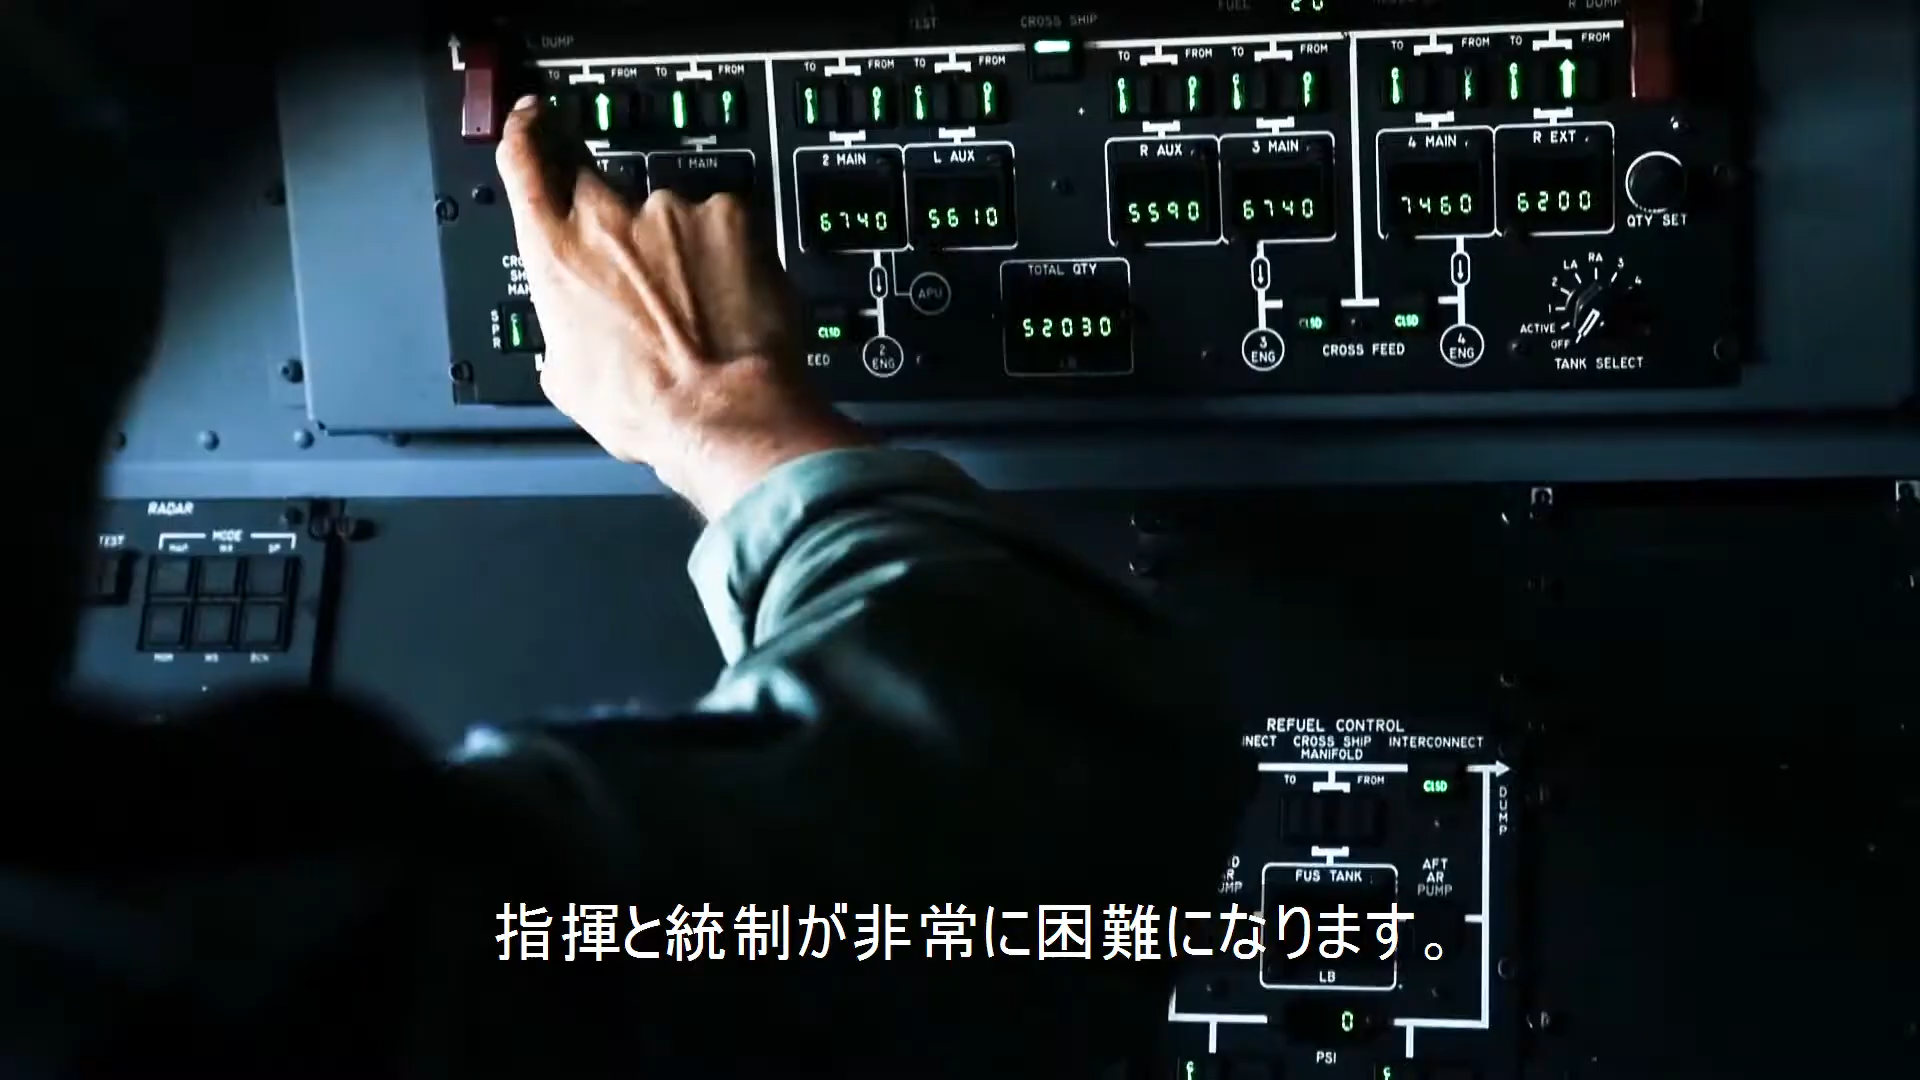 FUEL 20
TEST CROSS SHIP R DUMP
L DUMP
TO FROM TO FROM TO FROM TO FROM TO FROM TO FROM TO FROM TO FROM
1 MAIN 2 MAIN L AUX R AUX 3 MAIN 4 MAIN R EXT
6740 5610 5590 6740 7460 6200
QTY SET
TOTAL QTY
52030
LB
APU
LA RA 3
2 4
1
ACTIVE
OFF
TANK SELECT
SPR
CLSD CLSD CLSD
2 ENG 3 ENG 4 ENG
CROSS FEED
RADAR
TEST MODE
REFUEL CONTROL
CROSS SHIP MANIFOLD INTERCONNECT
TO FROM
CLSD
DUMP
FUS TANK
AFT AR PUMP
LB
0
PSI
指揮と統制が非常に困難になります。